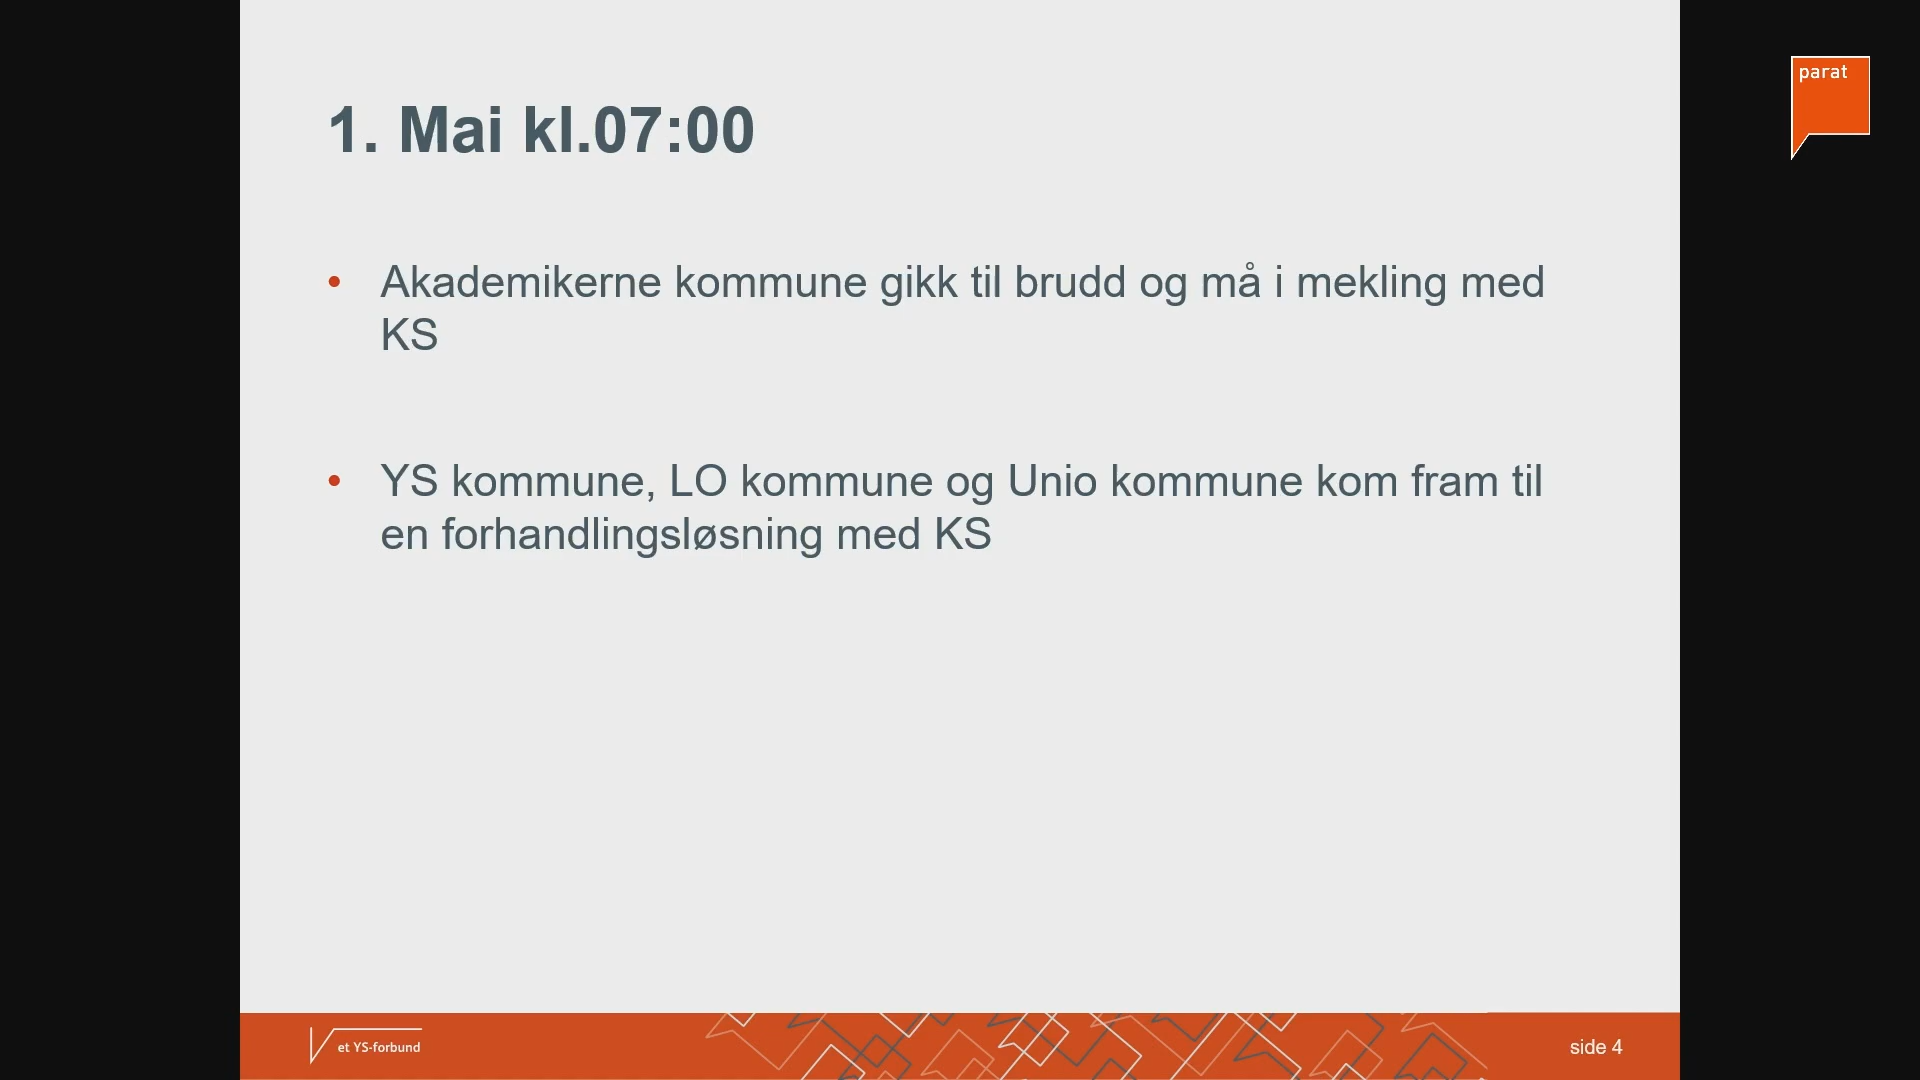 parat
1. Mai kl.07:00
• Akademikerne kommune gikk til brudd og må i mekling med
KS
• YS kommune, LO kommune og Unio kommune kom fram til
en forhandlingsløsning med KS
et YS-forbund
side 4